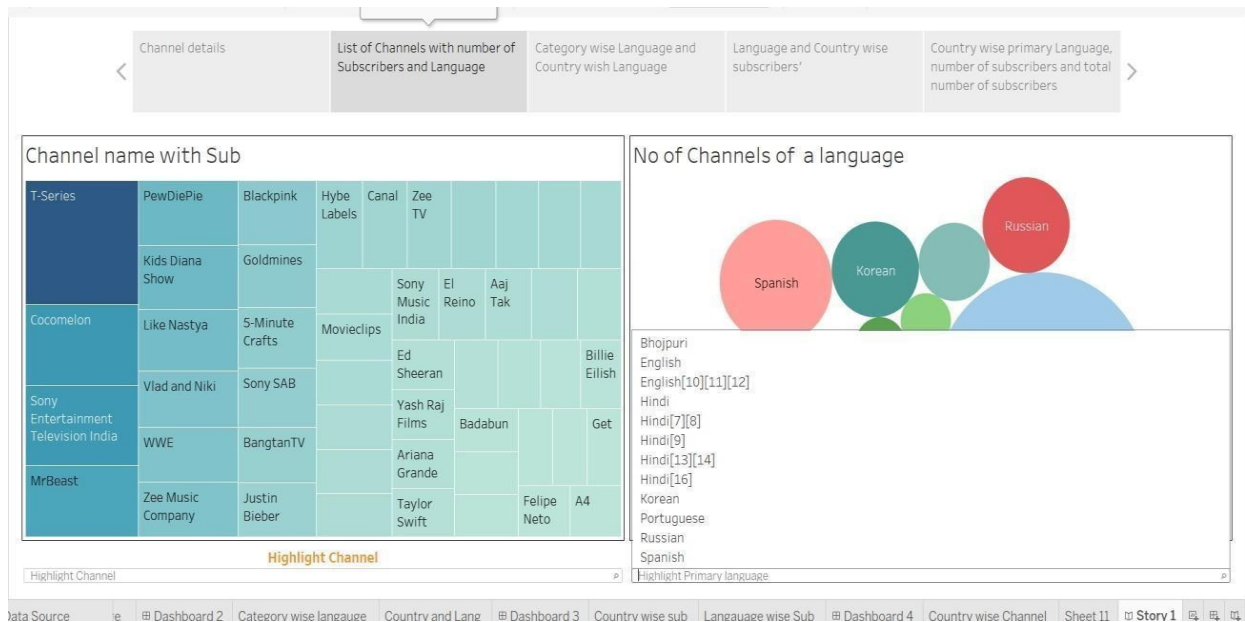 Channel details
List of Channels with number of
Subscribers and Language
Category wise Language and
Country wish Language
Language and Country wise
subscribers'
Country wise primary Language,
number of subscribers and total
number of subscribers
Channel name with Sub
T-Series
Cocomelon
Sony
Entertainment
Television India
MrBeast
PewDiePie
Kids Diana
Show
Like Nastya
Vlad and Niki
WWE
Zee Music
Company
Blackpink
Goldmines
5-Minute
Crafts
Sony SAB
BangtanTV
Justin
Bieber
Hybe
Labels
Canal
Zee
TV
Movieclips
Sony
Music
India
El
Reino
Aaj
Tak
Ed
Sheeran
Billie
Eilish
Yash Raj
Films
Badabun
Get
Ariana
Grande
Taylor
Swift
Felipe
Neto
A4
Highlight Channel
Highlight Channel
No of Channels of a language
Spanish
Korean
Russian
Bhojpuri
English
English[10][11][12]
Hindi
Hindi[7][8]
Hindi[9]
Hindi[13][14]
Hindi[16]
Korean
Portuguese
Russian
Spanish
Highlight Primary language
Data Source e Dashboard 2 Category wise langauge Country and Lang Dashboard 3 Country wise sub Langauage wise Sub Dashboard 4 Country wise Channel Sheet 11 Story 1